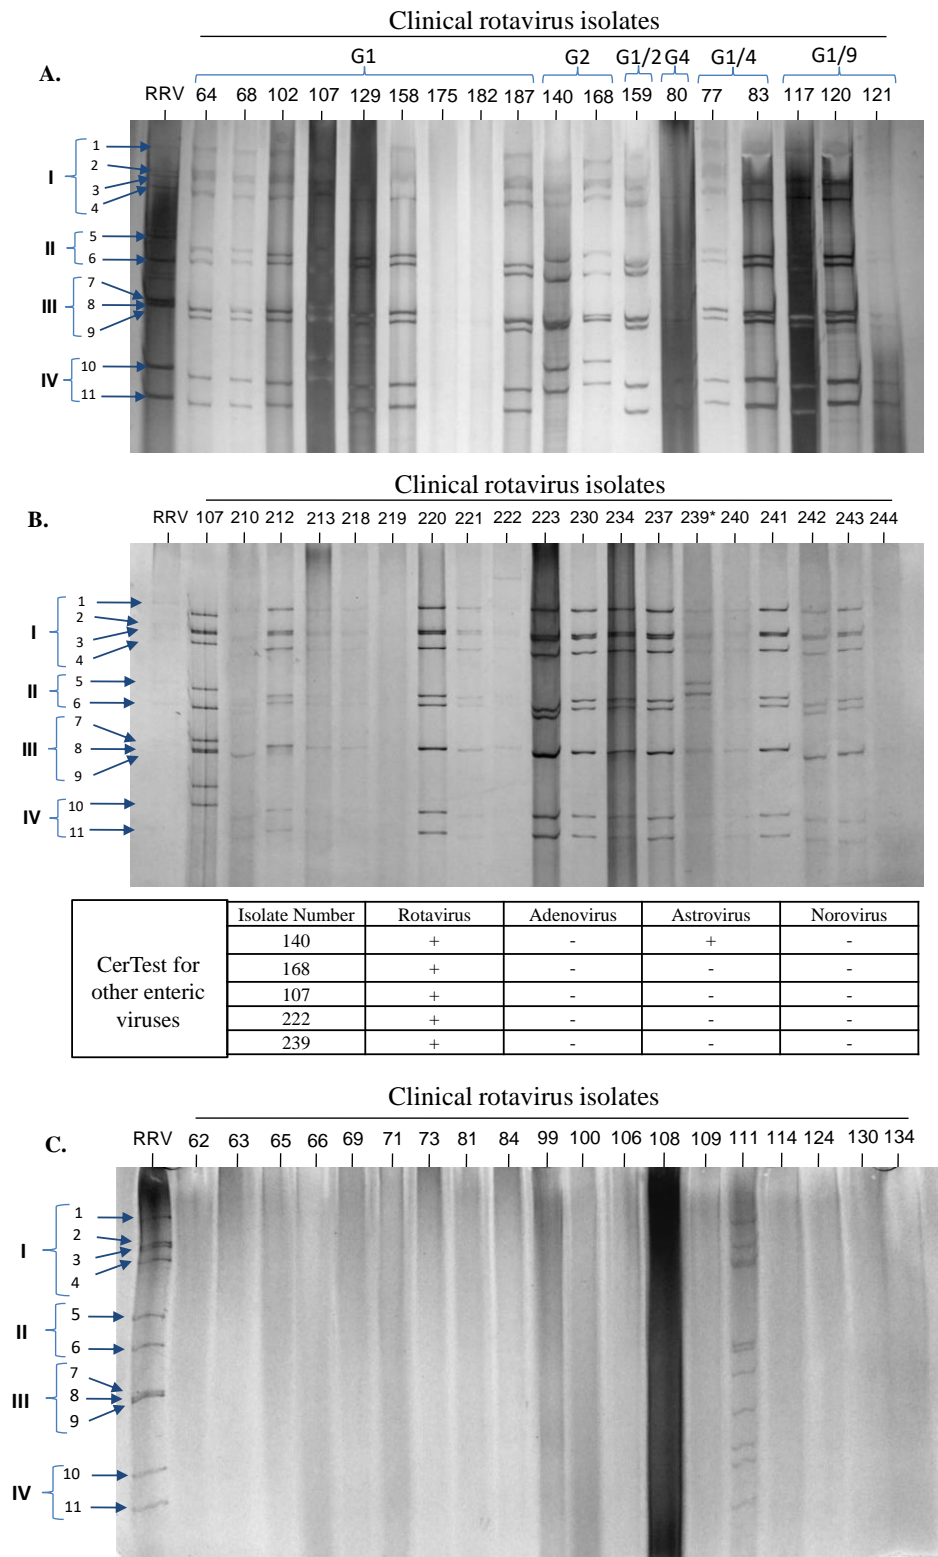 Clinical rotavirus isolates
A.
G1 G2 G1/2 G4 G1/4 G1/9
RRV 64 68 102 107 129 158 175 182 187 140 168 159 80 77 83 117 120 121
I 1
2
3
4
II 5
6
III 7
8
9
IV 10
11
Clinical rotavirus isolates
B.
RRV 107 210 212 213 218 219 220 221 222 223 230 234 237 239* 240 241 242 243 244
I 1
2
3
4
II 5
6
III 7
8
9
IV 10
11
CerTest for other enteric viruses
Isolate Number Rotavirus Adenovirus Astrovirus Norovirus
140 + - + -
168 + - - -
107 + - - -
222 + - - -
239 + - - -
Clinical rotavirus isolates
C.
RRV 62 63 65 66 69 71 73 81 84 99 100 106 108 109 111 114 124 130 134
I 1
2
3
4
II 5
6
III 7
8
9
IV 10
11